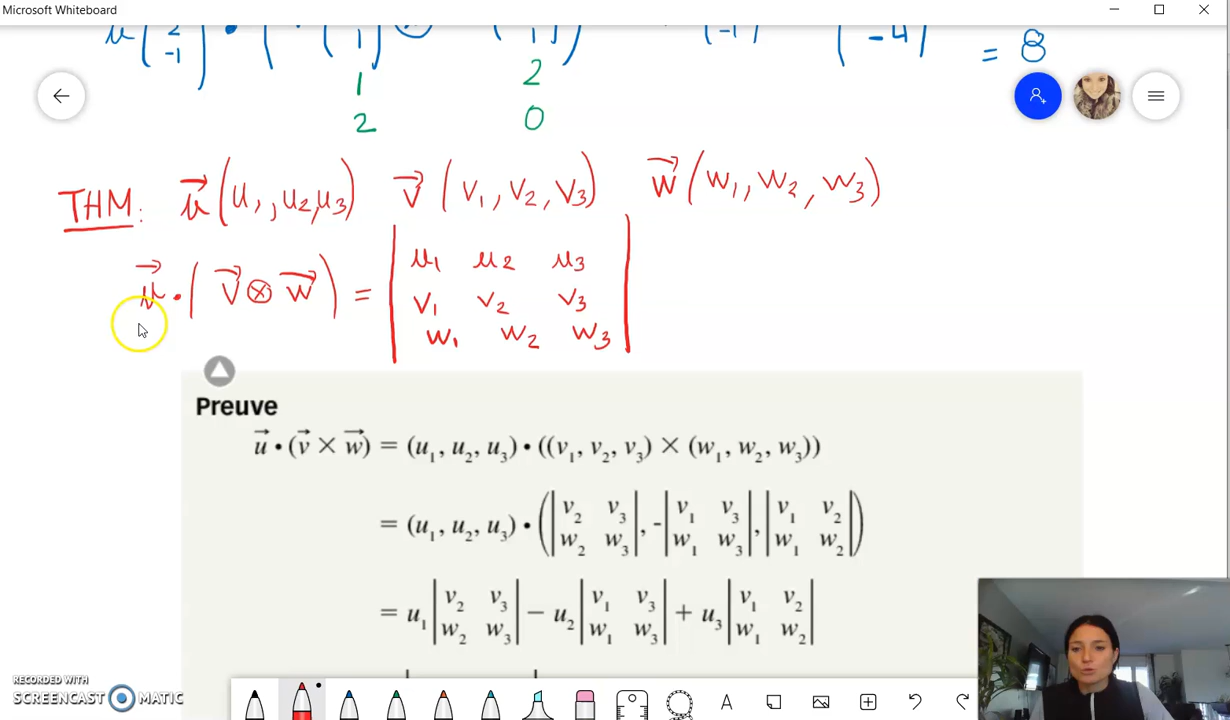 Microsoft Whiteboard
= 8
1 2
2 0
THM: u⃗(u₁, u₂, u₃) v⃗(v₁, v₂, v₃) w⃗(w₁, w₂, w₃)
u⃗ • (v⃗ ⊗ w⃗) = | u₁ u₂ u₃ |
| v₁ v₂ v₃ |
| w₁ w₂ w₃ |
Preuve
u⃗ • (v⃗ × w⃗) = (u₁, u₂, u₃) • ((v₁, v₂, v₃) × (w₁, w₂, w₃))
= (u₁, u₂, u₃) • (|v₂ v₃; w₂ w₃|, -|v₁ v₃; w₁ w₃|, |v₁ v₂; w₁ w₂|)
= u₁ |v₂ v₃; w₂ w₃| − u₂ |v₁ v₃; w₁ w₃| + u₃ |v₁ v₂; w₁ w₂|
RECORDED WITH
SCREENCAST MATIC
A